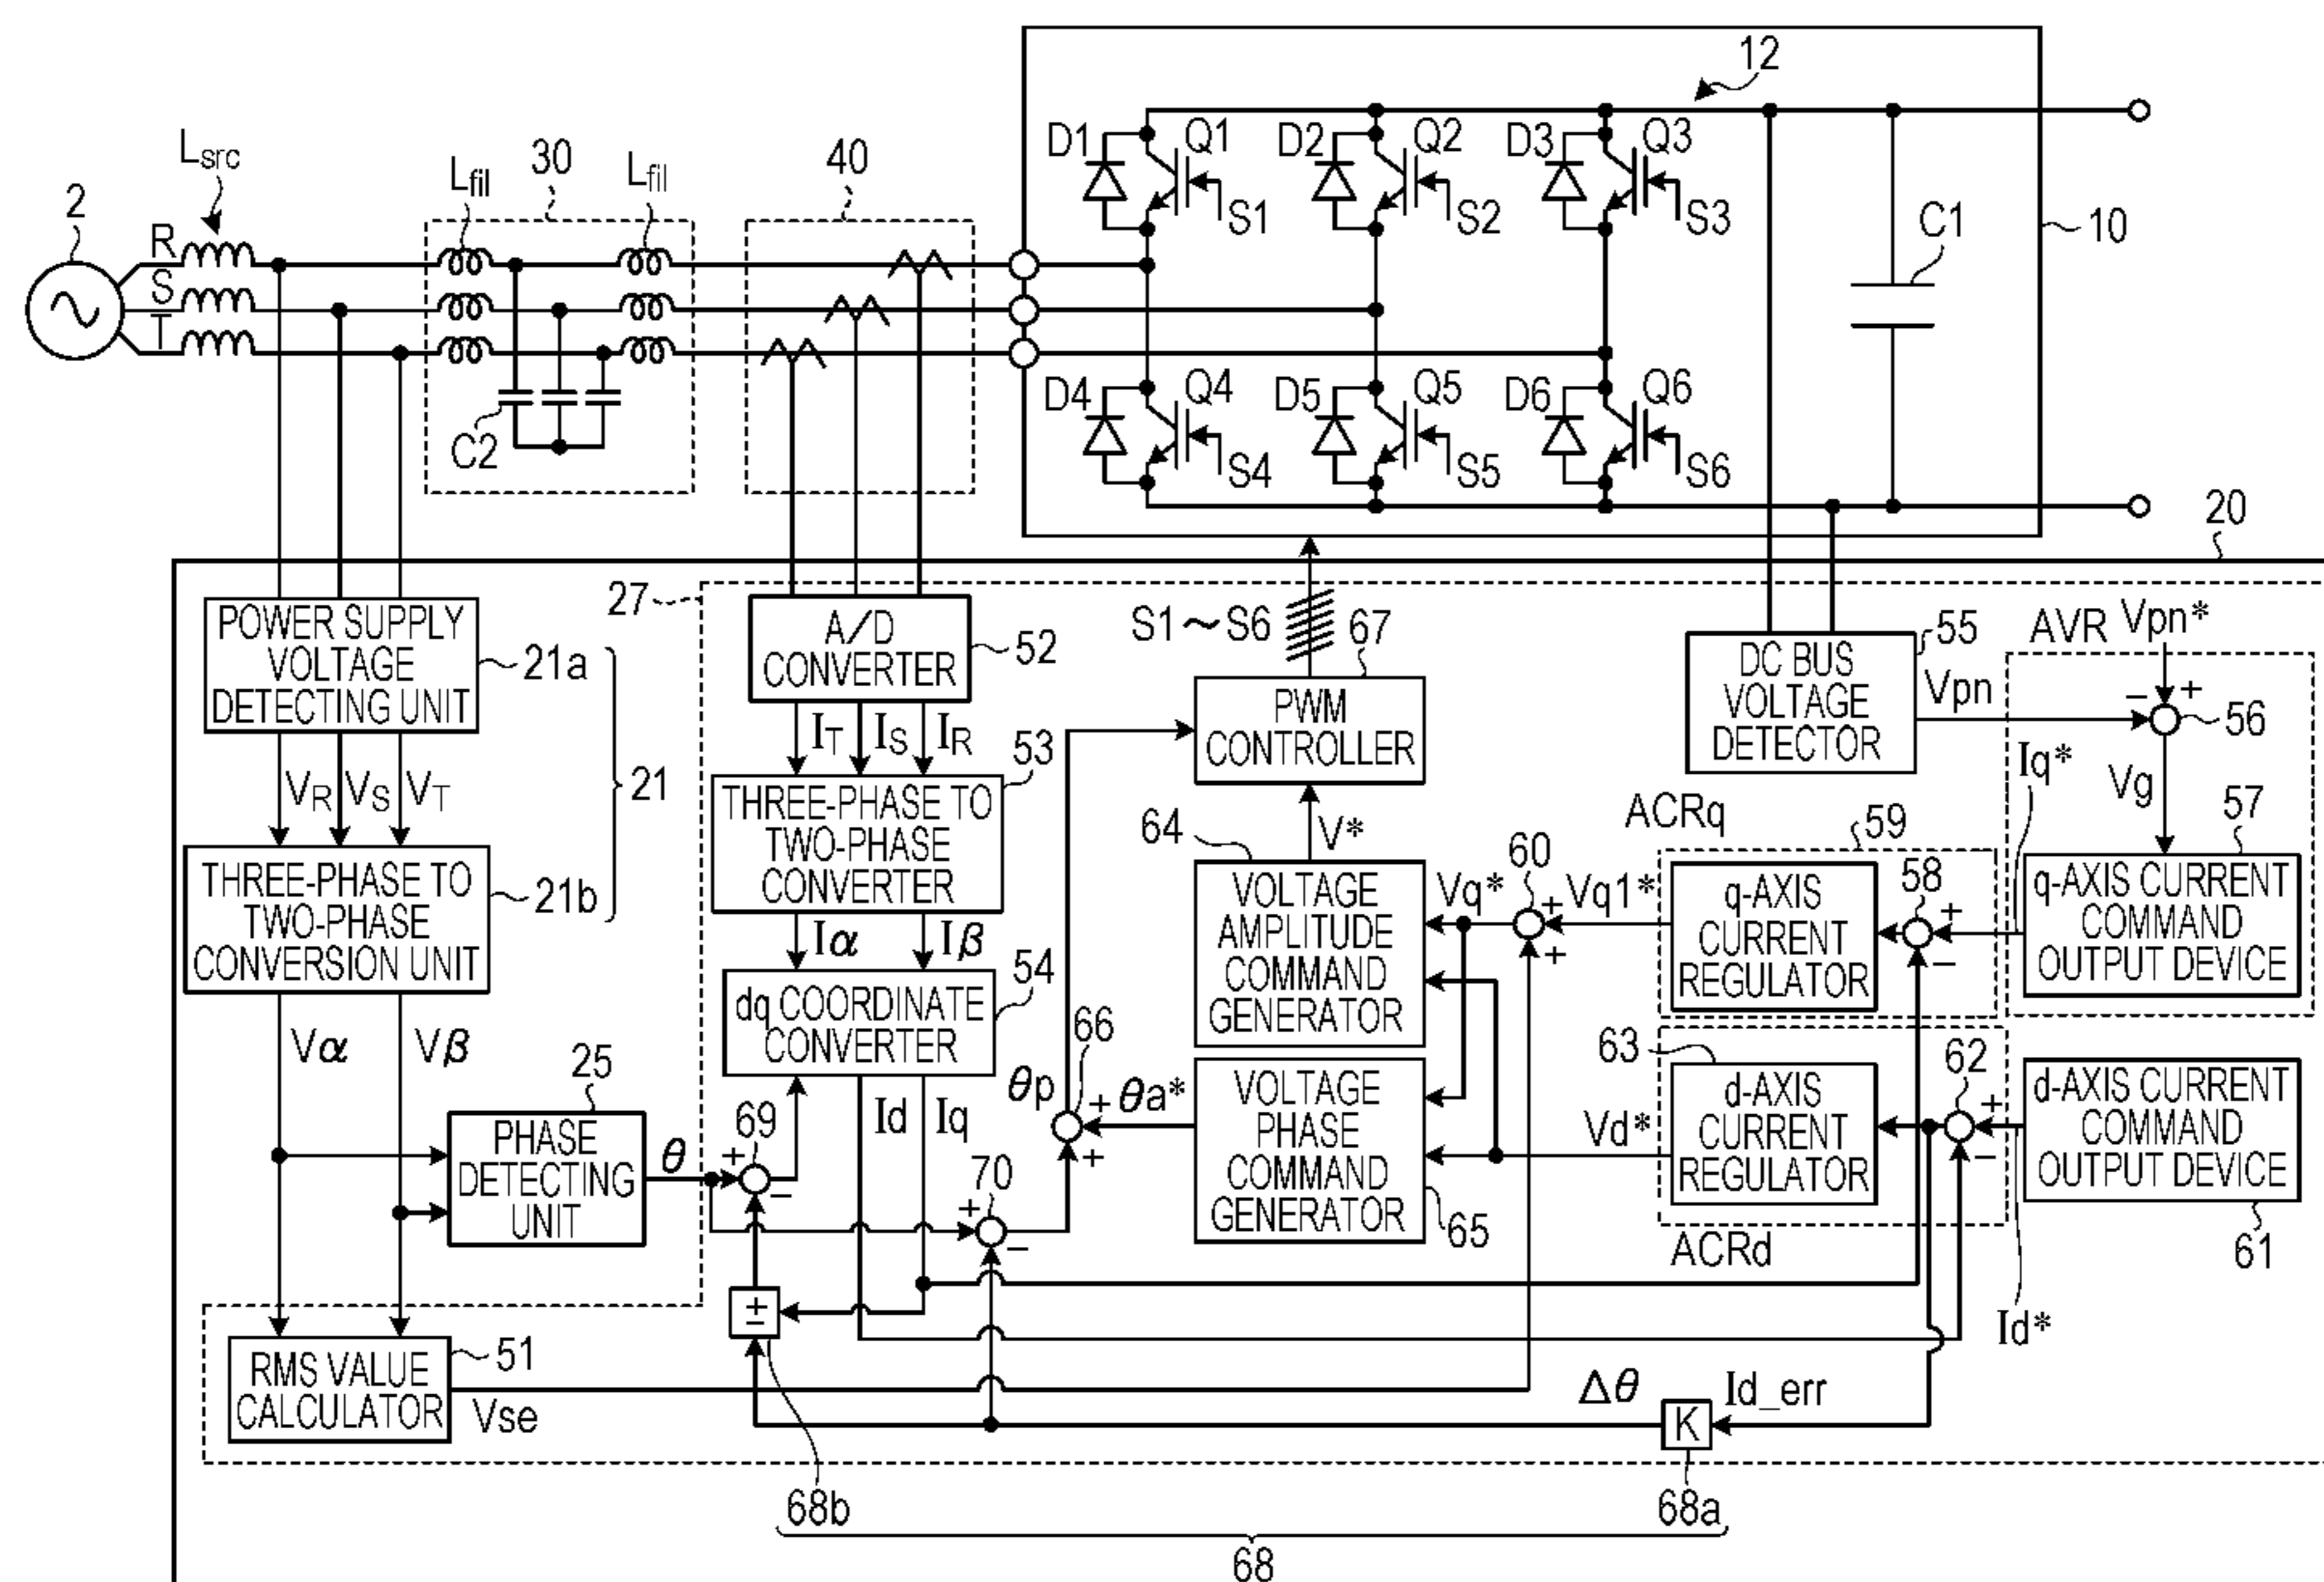 12
2
Lsrc
Lfil
30
Lfil
40
D1
Q1
S1
D2
Q2
S2
D3
Q3
S3
C1
10
R
S
T
C2
D4
Q4
S4
D5
Q5
S5
D6
Q6
S6
20
27
POWER SUPPLY
VOLTAGE
DETECTING UNIT
21a
21
VR
VS
VT
THREE-PHASE TO
TWO-PHASE
CONVERSION UNIT
21b
Vα
Vβ
25
PHASE
DETECTING
UNIT
θ
RMS VALUE
CALCULATOR
51
Vse
A/D
CONVERTER
52
IT
IS
IR
53
THREE-PHASE TO
TWO-PHASE
CONVERTER
Iα
Iβ
54
dq COORDINATE
CONVERTER
Id
Iq
+
69
−
+
70
−
±
S1～S6
67
PWM
CONTROLLER
V*
64
VOLTAGE
AMPLITUDE
COMMAND
GENERATOR
66
θp
+
θa*
+
VOLTAGE
PHASE
COMMAND
GENERATOR
65
55
DC BUS
VOLTAGE
DETECTOR
Vpn
AVR
Vpn*
−
+
56
Iq*
Vg
57
q-AXIS CURRENT
COMMAND
OUTPUT DEVICE
ACRq
59
Vq*
60
+
Vq1*
+
q-AXIS
CURRENT
REGULATOR
58
+
−
63
d-AXIS
CURRENT
REGULATOR
Vd*
62
+
−
ACRd
d-AXIS CURRENT
COMMAND
OUTPUT DEVICE
61
Id*
Δθ
K
Id_err
68b
68a
68